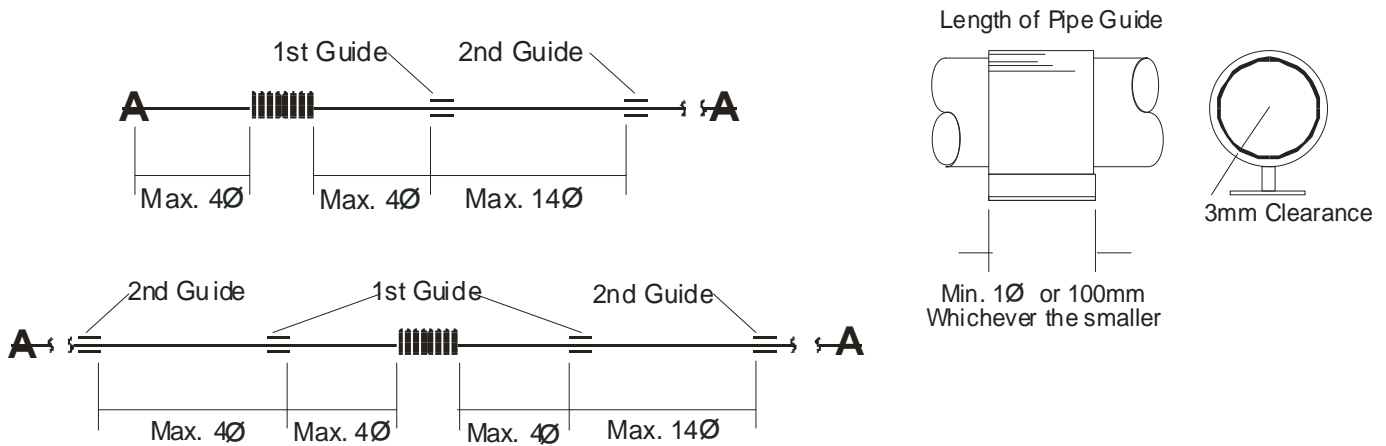 1st Guide
2nd Guide
A
A
Max. 4Ø
Max. 4Ø
Max. 14Ø
2nd Guide
1st Guide
2nd Guide
A
A
Max. 4Ø
Max. 4Ø
Max. 4Ø
Max. 14Ø
Length of Pipe Guide
3mm Clearance
Min. 1Ø or 100mm
Whichever the smaller